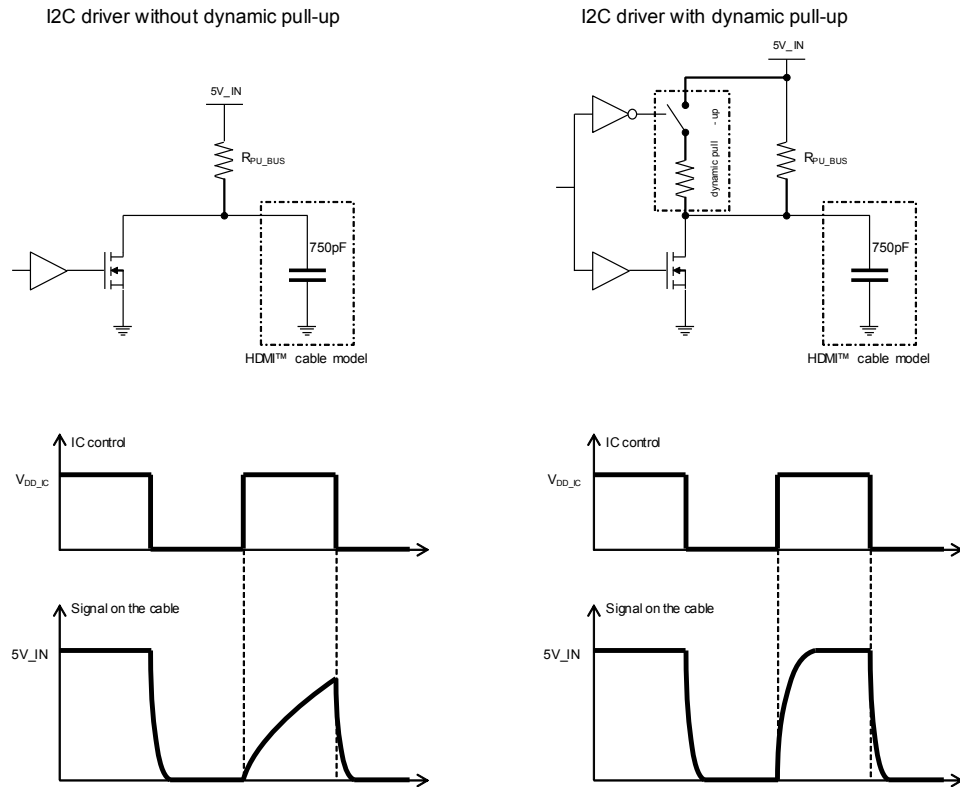 I2C driver without dynamic pull-up
5V_IN
RPU_BUS
750pF
HDMI™ cable model
I2C driver with dynamic pull-up
5V_IN
dynamic pull - up
RPU_BUS
750pF
HDMI™ cable model
IC control
VDD_IC
Signal on the cable
5V_IN
IC control
VDD_IC
Signal on the cable
5V_IN